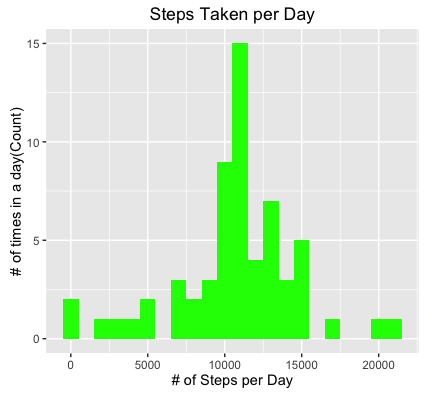 Steps Taken per Day
# of times in a day(Count)
15
10
5
0
0 5000 10000 15000 20000
# of Steps per Day